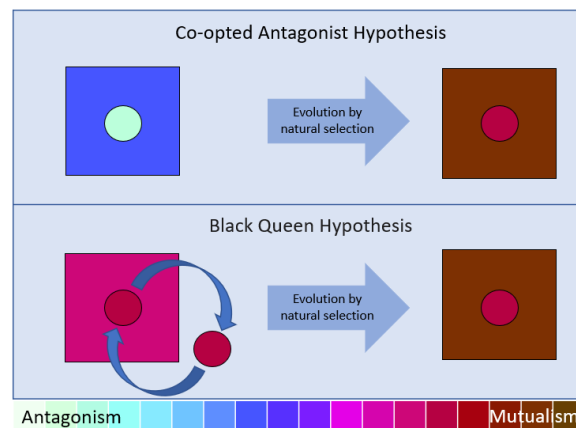 Co-opted Antagonist Hypothesis
Evolution by
natural selection
Black Queen Hypothesis
Evolution by
natural selection
Antagonism
Mutualism